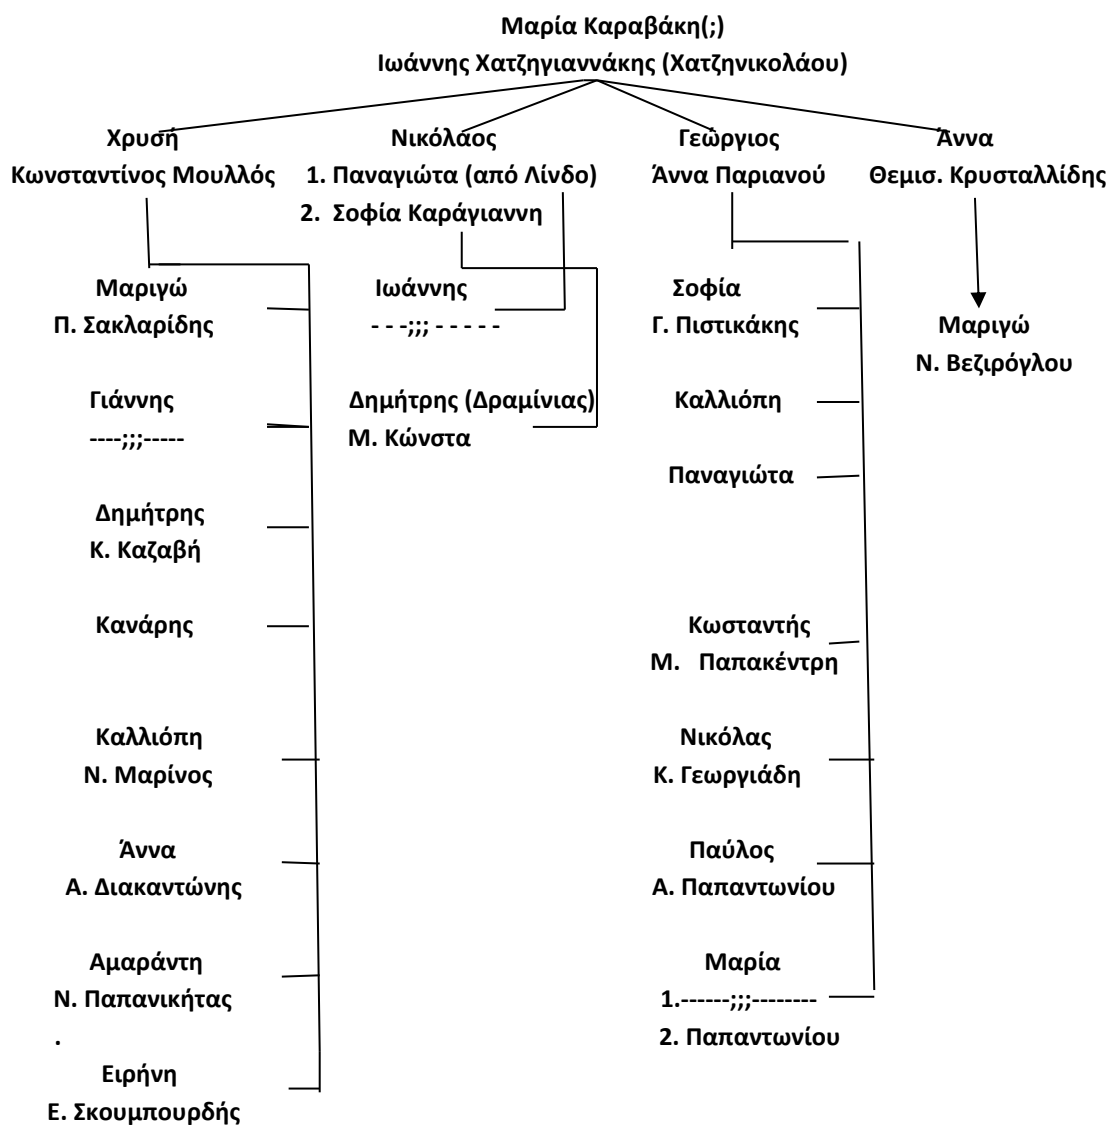 Μαρία Καραβάκη(;)
Ιωάννης Χατζηγιαννάκης (Χατζηνικολάου)
Χρυσή
Κωνσταντίνος Μουλλός
Νικόλαος
1. Παναγιώτα (από Λίνδο)
2. Σοφία Καράγιαννη
Γεώργιος
Άννα Παριανού
Άννα
Θεμισ. Κρυσταλλίδης
Μαριγώ
Π. Σακλαρίδης
Γιάννης
----;;;-----
Δημήτρης
Κ. Καζαβή
Κανάρης
Καλλιόπη
Ν. Μαρίνος
Άννα
Α. Διακαντώνης
Αμαράντη
Ν. Παπανικήτας
.
Ειρήνη
Ε. Σκουμπουρδής
Ιωάννης
- - -;;; - - - - -
Δημήτρης (Δραμίνιας)
Μ. Κώνστα
Σοφία
Γ. Πιστικάκης
Καλλιόπη
Παναγιώτα
Κωσταντής
Μ. Παπακέντρη
Νικόλας
Κ. Γεωργιάδη
Παύλος
Α. Παπαντωνίου
Μαρία
1.------;;;--------
2. Παπαντωνίου
Μαριγώ
Ν. Βεζιρόγλου